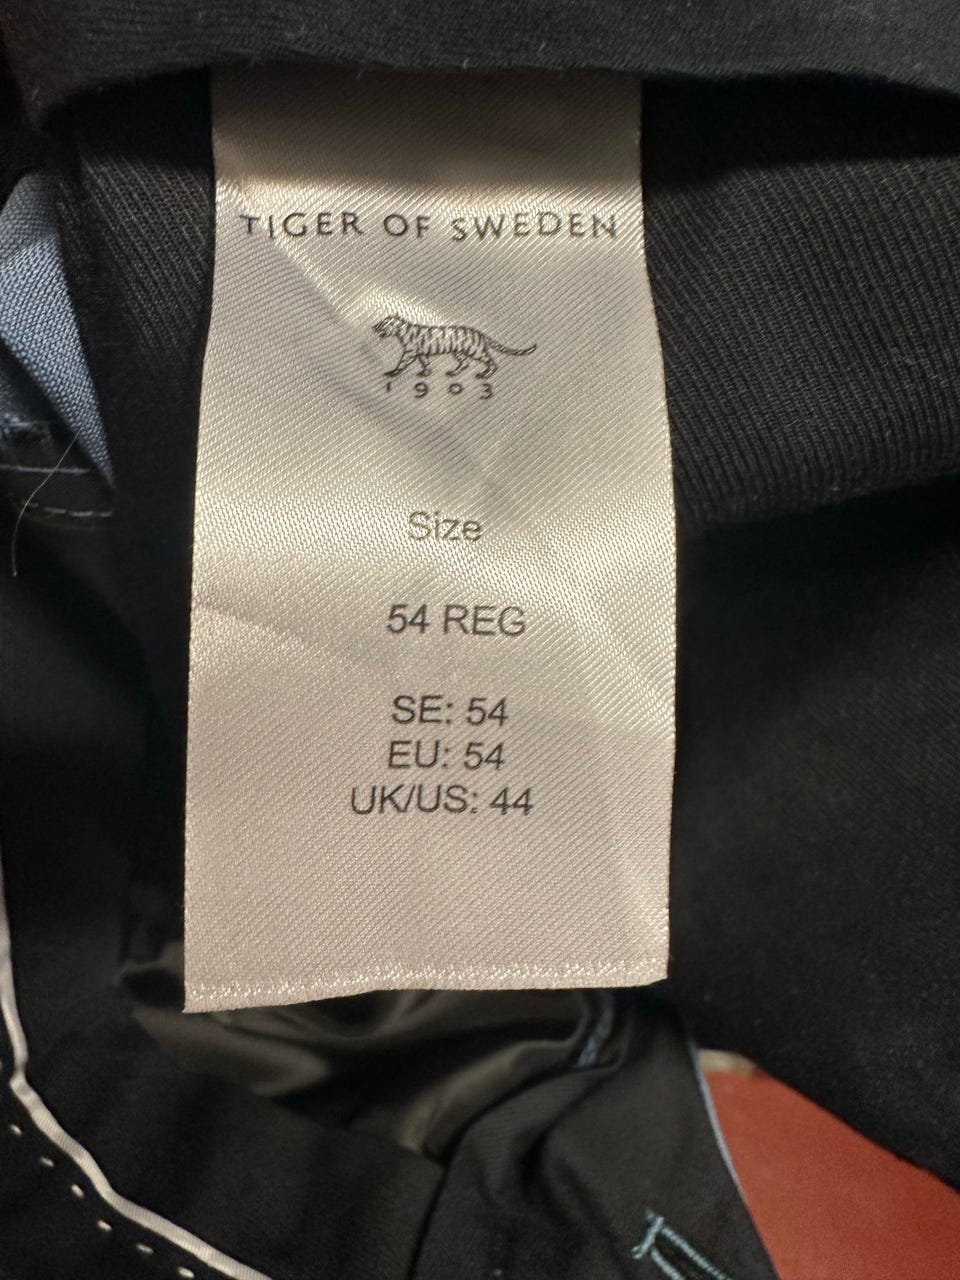 TIGER OF SWEDEN
1903
Size
54 REG
SE: 54
EU: 54
UK/US: 44